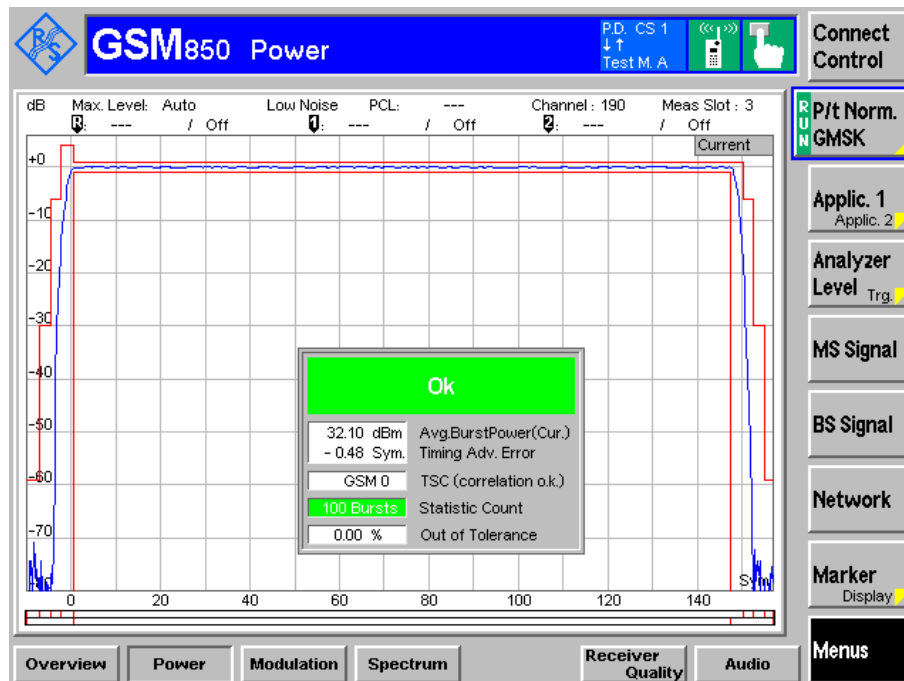 R/S
GSM850 Power
P.D. CS 1
↓↑
Test M. A
Connect
Control
dB Max. Level: Auto Low Noise PCL: --- Channel : 190 Meas Slot : 3
R: --- / Off 1: --- / Off 2: --- / Off
Current
RUN
P/t Norm.
GMSK
Applic. 1
Applic. 2
Analyzer
Level Trg.
MS Signal
BS Signal
Network
Marker
Display
Menus
+0
-10
-20
-30
-40
-50
-60
-70
Ok
32.10 dBm Avg.BurstPower(Cur.)
- 0.48 Sym. Timing Adv. Error
GSM 0 TSC (correlation o.k.)
100 Bursts Statistic Count
0.00 % Out of Tolerance
Sym
0 20 40 60 80 100 120 140
Overview Power Modulation Spectrum Receiver Quality Audio